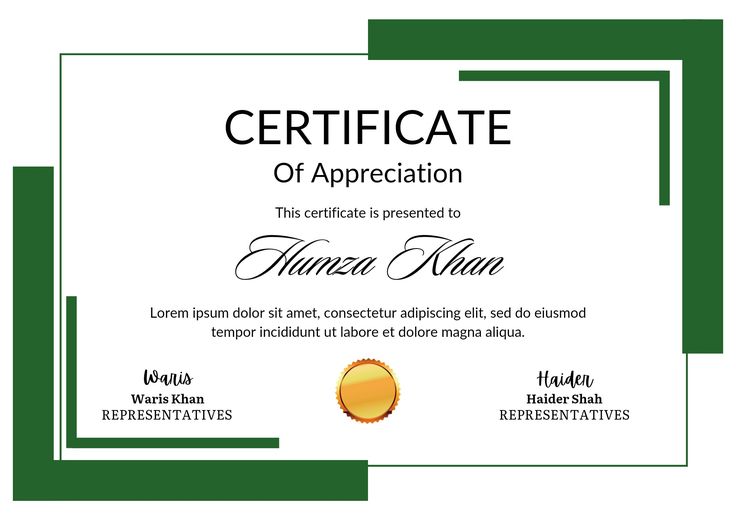 CERTIFICATE
Of Appreciation
This certificate is presented to
Humza Khan
Lorem ipsum dolor sit amet, consectetur adipiscing elit, sed do eiusmod
tempor incididunt ut labore et dolore magna aliqua.
Waris
Waris Khan
REPRESENTATIVES
Haider
Haider Shah
REPRESENTATIVES